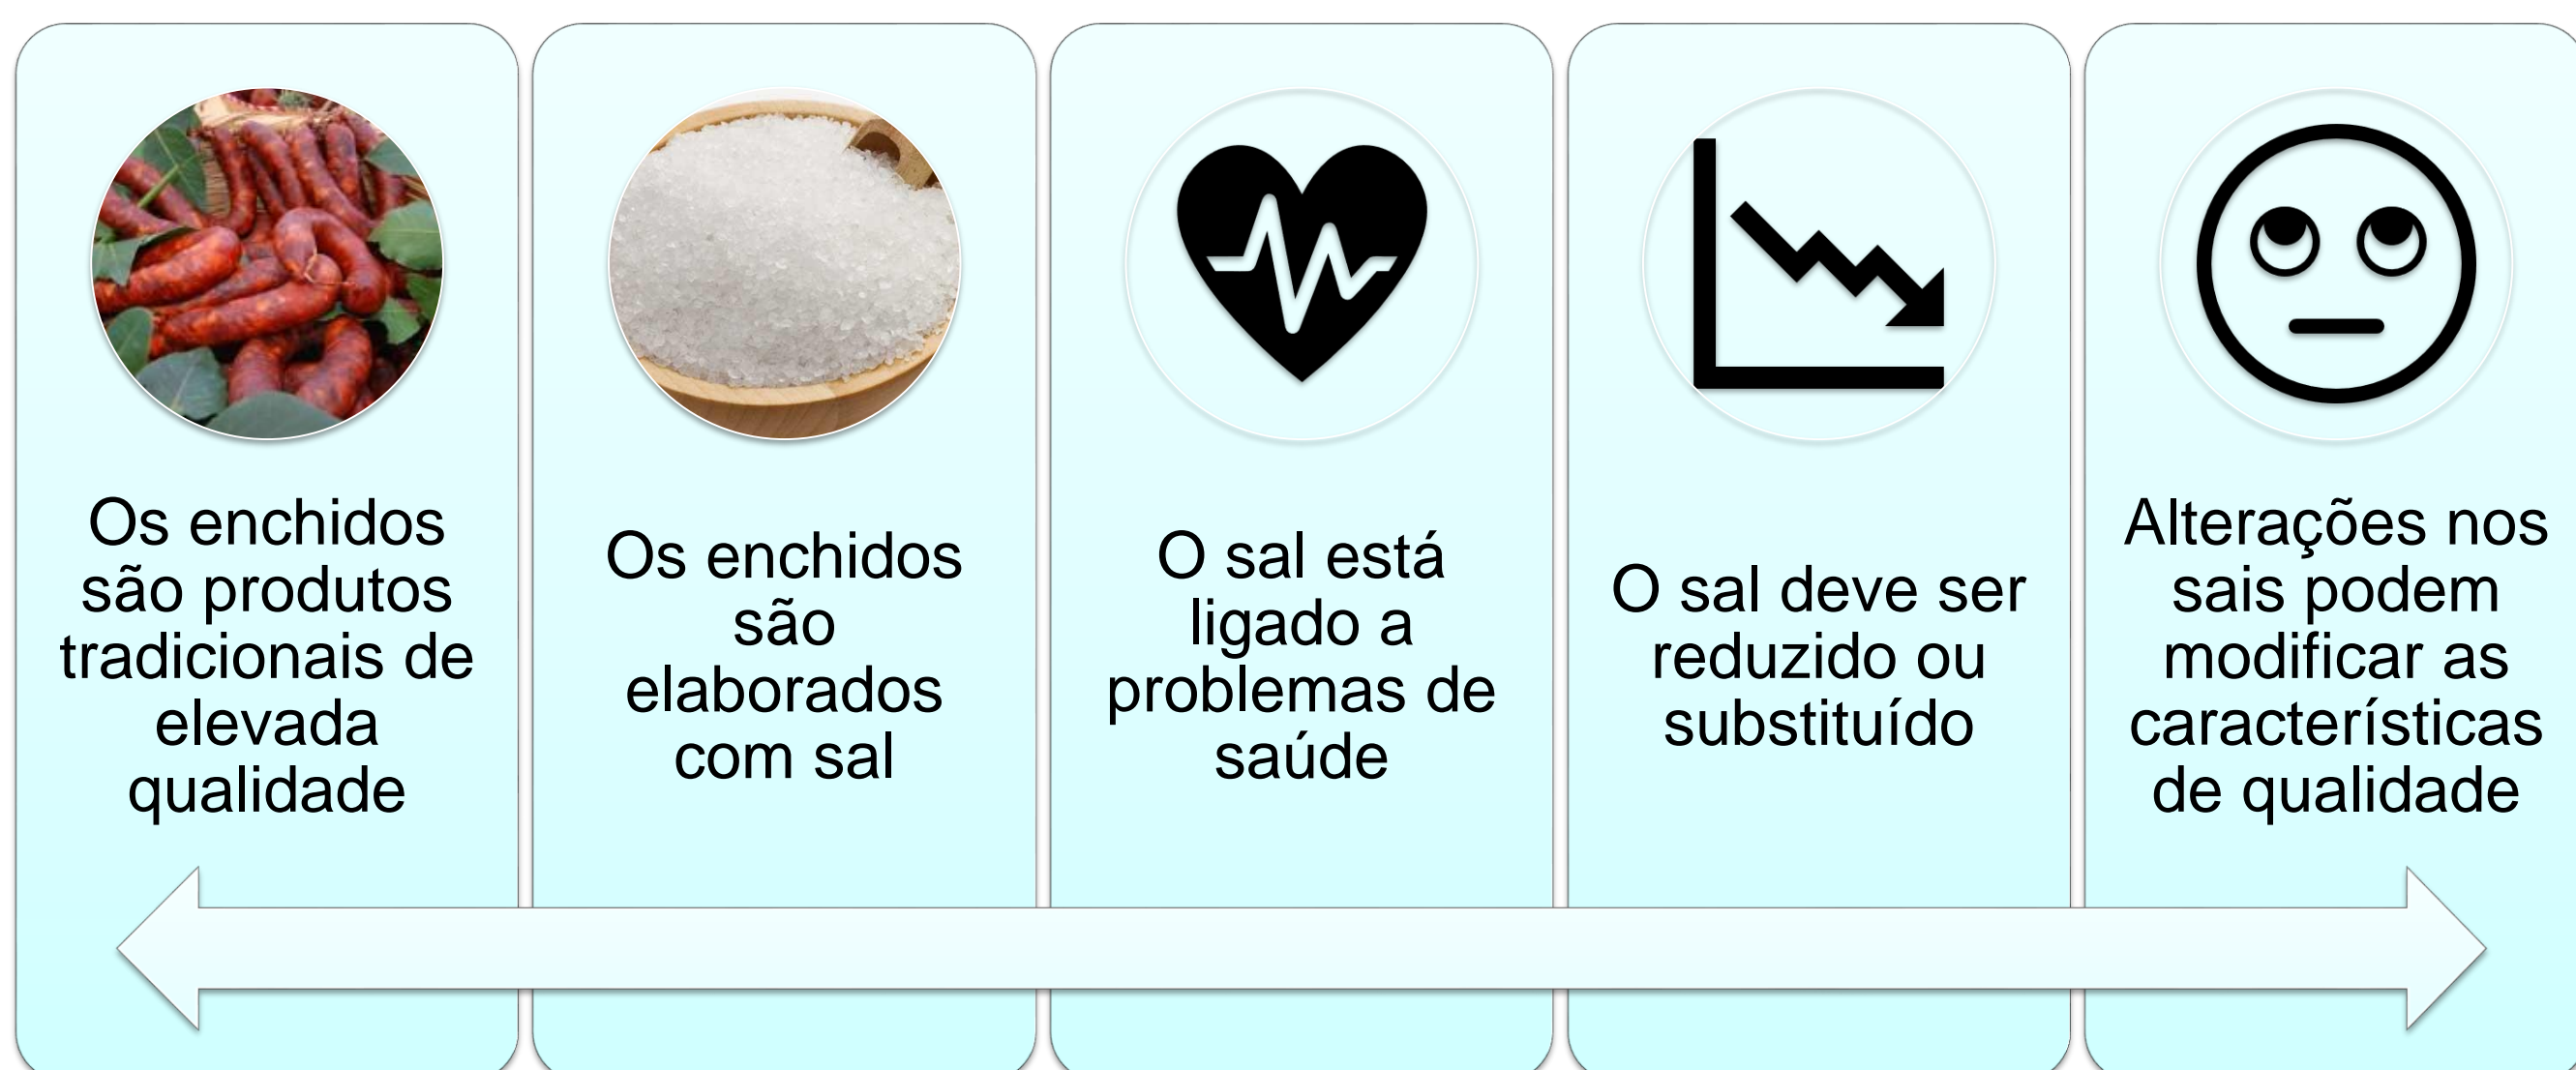 Os enchidos
são produtos
tradicionais de
elevada
qualidade
Os enchidos
são
elaborados
com sal
O sal está
ligado a
problemas de
saúde
O sal deve ser
reduzido ou
substituído
Alterações nos
sais podem
modificar as
características
de qualidade